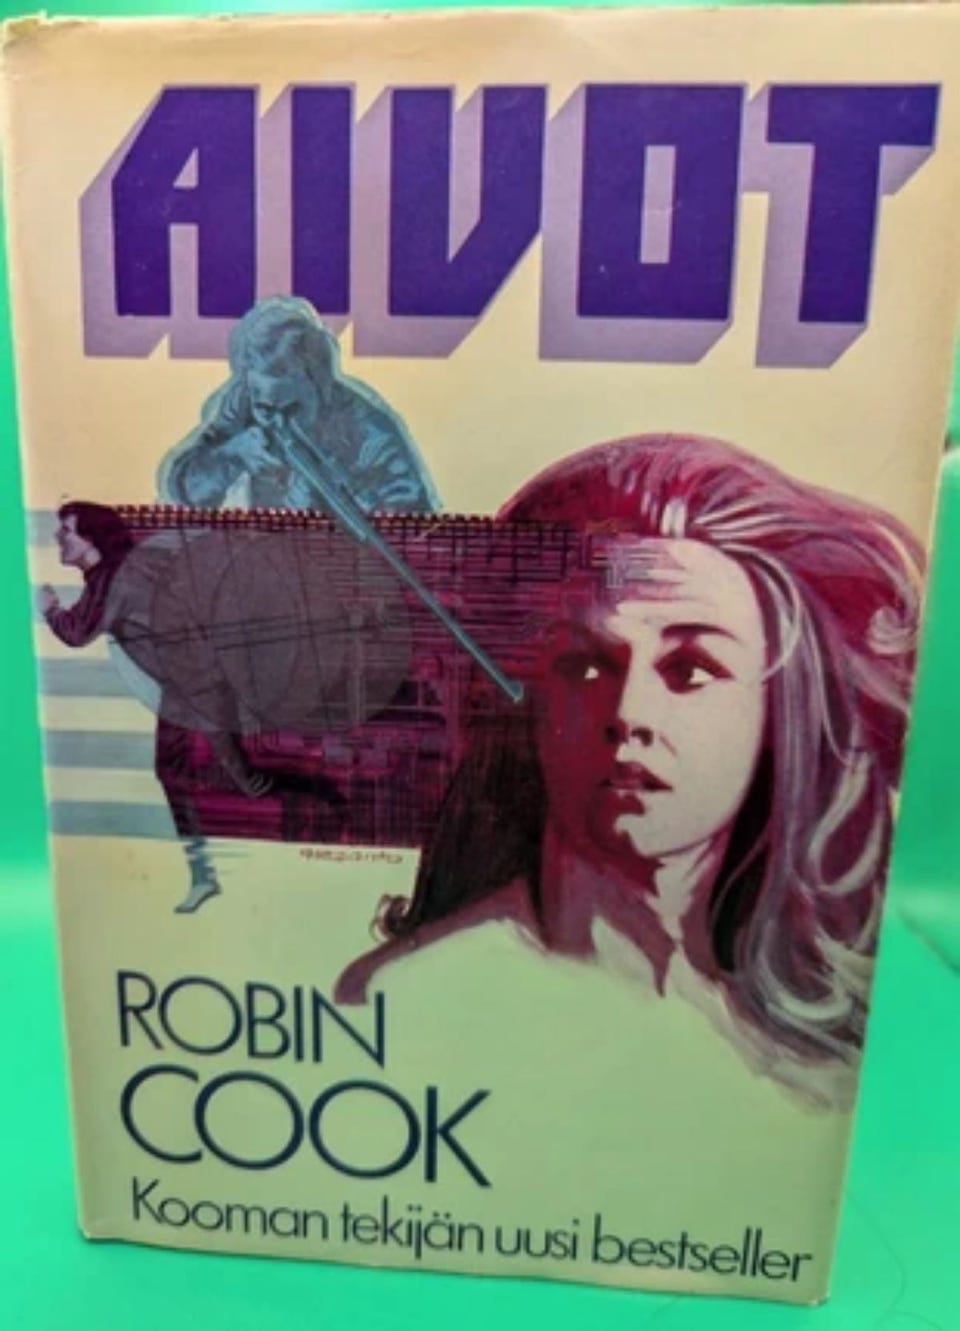 AIVOT
ROBIN
COOK
Kooman tekijän uusi bestseller